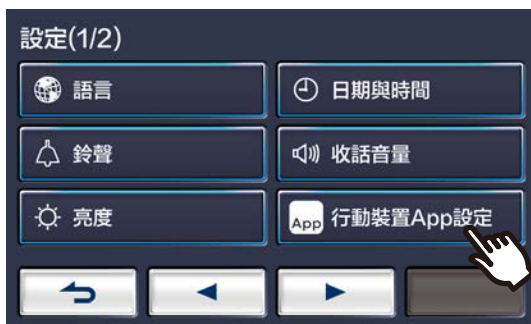 設定(1/2)
語言
日期與時間
鈴聲
收話音量
亮度
App 行動裝置App設定